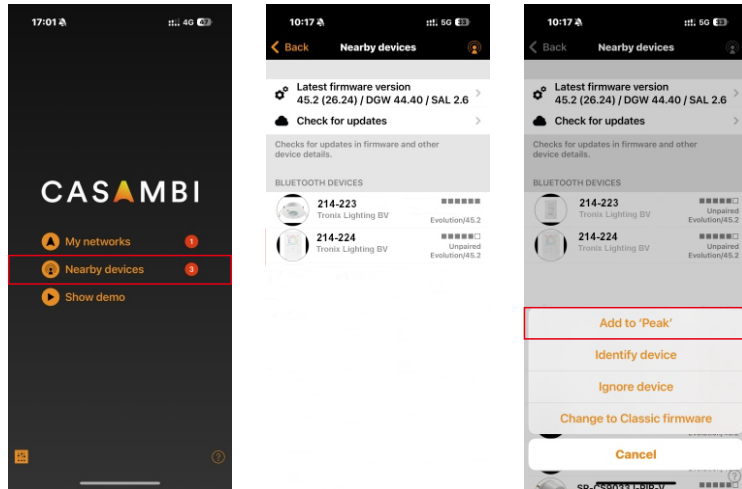 17:01
4G 47
CASAMBI
My networks 1
Nearby devices 3
Show demo
?
10:17
5G 33
Back Nearby devices
Latest firmware version
45.2 (26.24) / DGW 44.40 / SAL 2.6
Check for updates
Checks for updates in firmware and other
device details.
BLUETOOTH DEVICES
214-223
Tronix Lighting BV
Evolution/45.2
214-224
Tronix Lighting BV
Unpaired
Evolution/45.2
10:17
5G 33
Back Nearby devices
Latest firmware version
45.2 (26.24) / DGW 44.40 / SAL 2.6
Check for updates
Checks for updates in firmware and other
device details.
BLUETOOTH DEVICES
214-223
Tronix Lighting BV
Unpaired
Evolution/45.2
214-224
Tronix Lighting BV
Unpaired
Evolution/45.2
Add to ‘Peak’
Identify device
Ignore device
Change to Classic firmware
Cancel
?